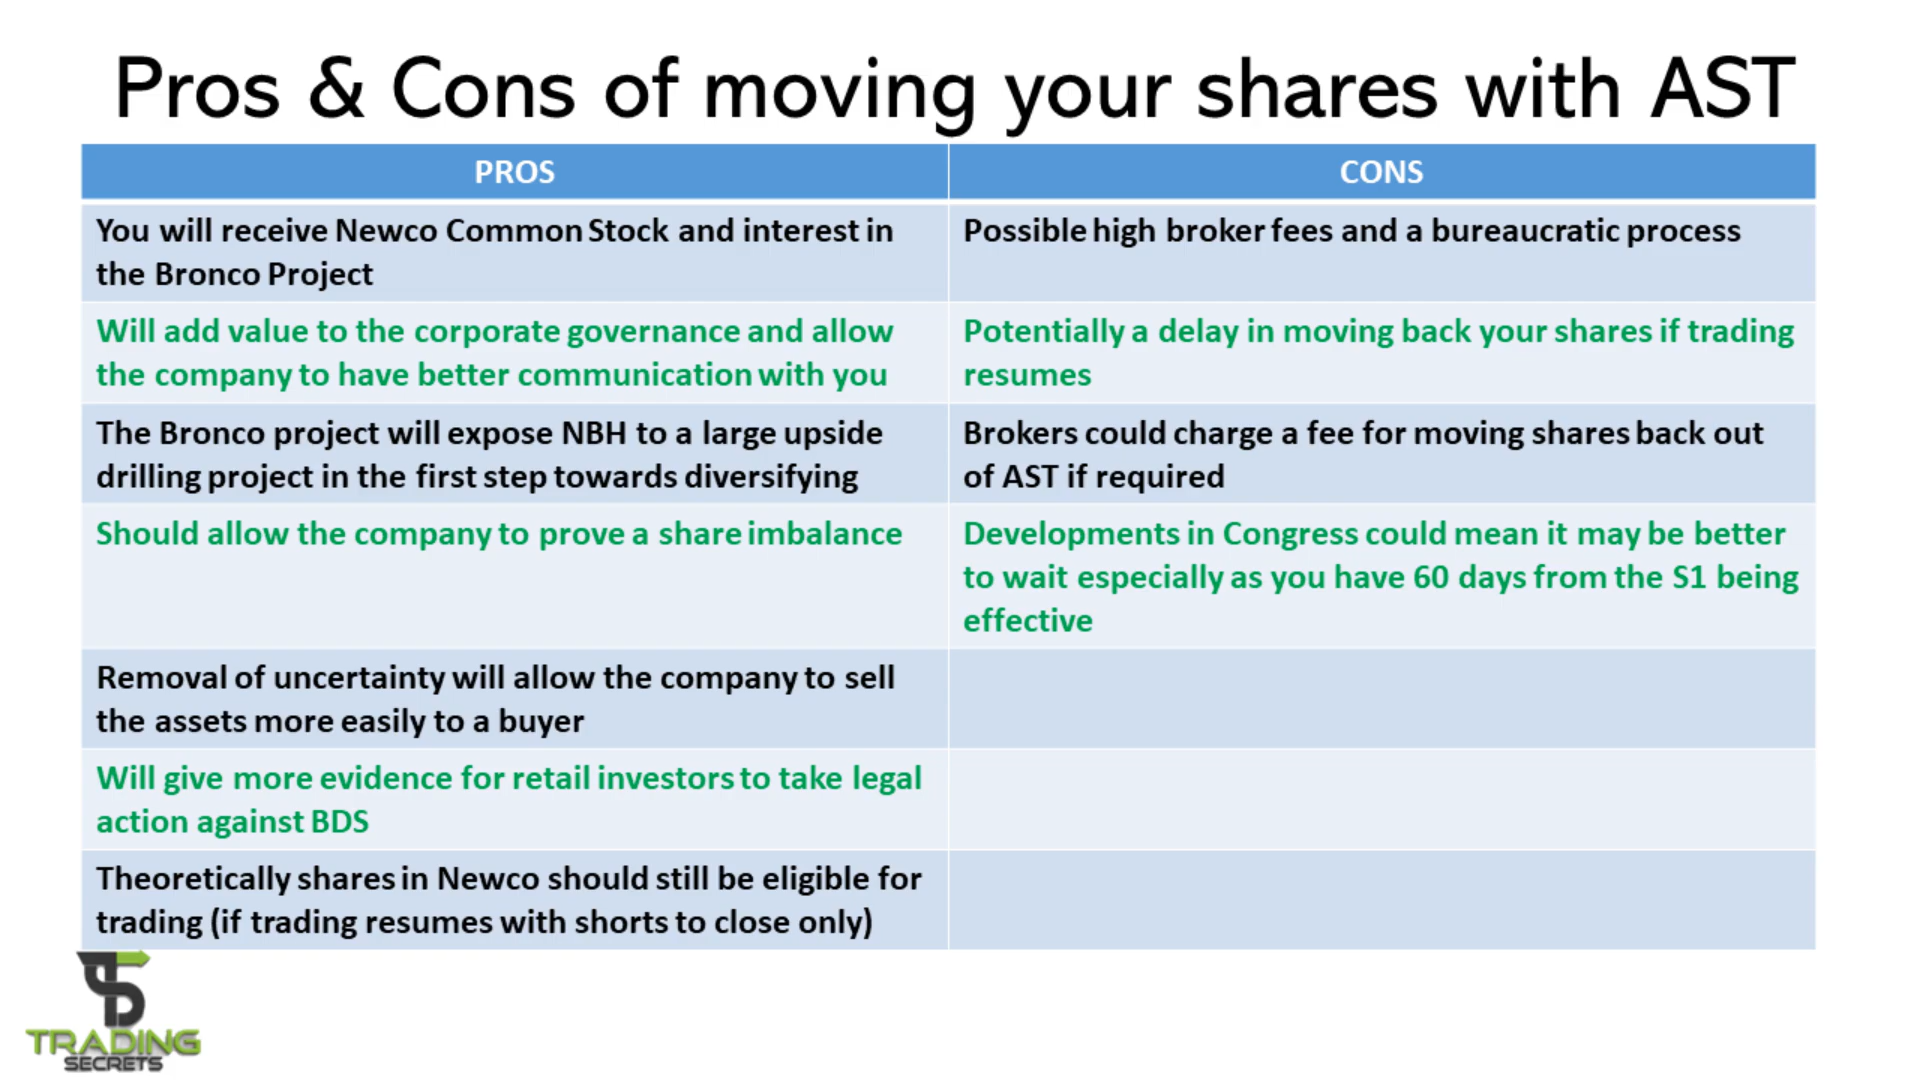 Pros & Cons of moving your shares with AST
PROS
CONS
You will receive Newco Common Stock and interest in
the Bronco Project
Possible high broker fees and a bureaucratic process
Will add value to the corporate governance and allow
the company to have better communication with you
Potentially a delay in moving back your shares if trading
resumes
The Bronco project will expose NBH to a large upside
drilling project in the first step towards diversifying
Brokers could charge a fee for moving shares back out
of AST if required
Should allow the company to prove a share imbalance
Developments in Congress could mean it may be better
to wait especially as you have 60 days from the S1 being
effective
Removal of uncertainty will allow the company to sell
the assets more easily to a buyer
Will give more evidence for retail investors to take legal
action against BDS
Theoretically shares in Newco should still be eligible for
trading (if trading resumes with shorts to close only)
TRADING
SECRETS